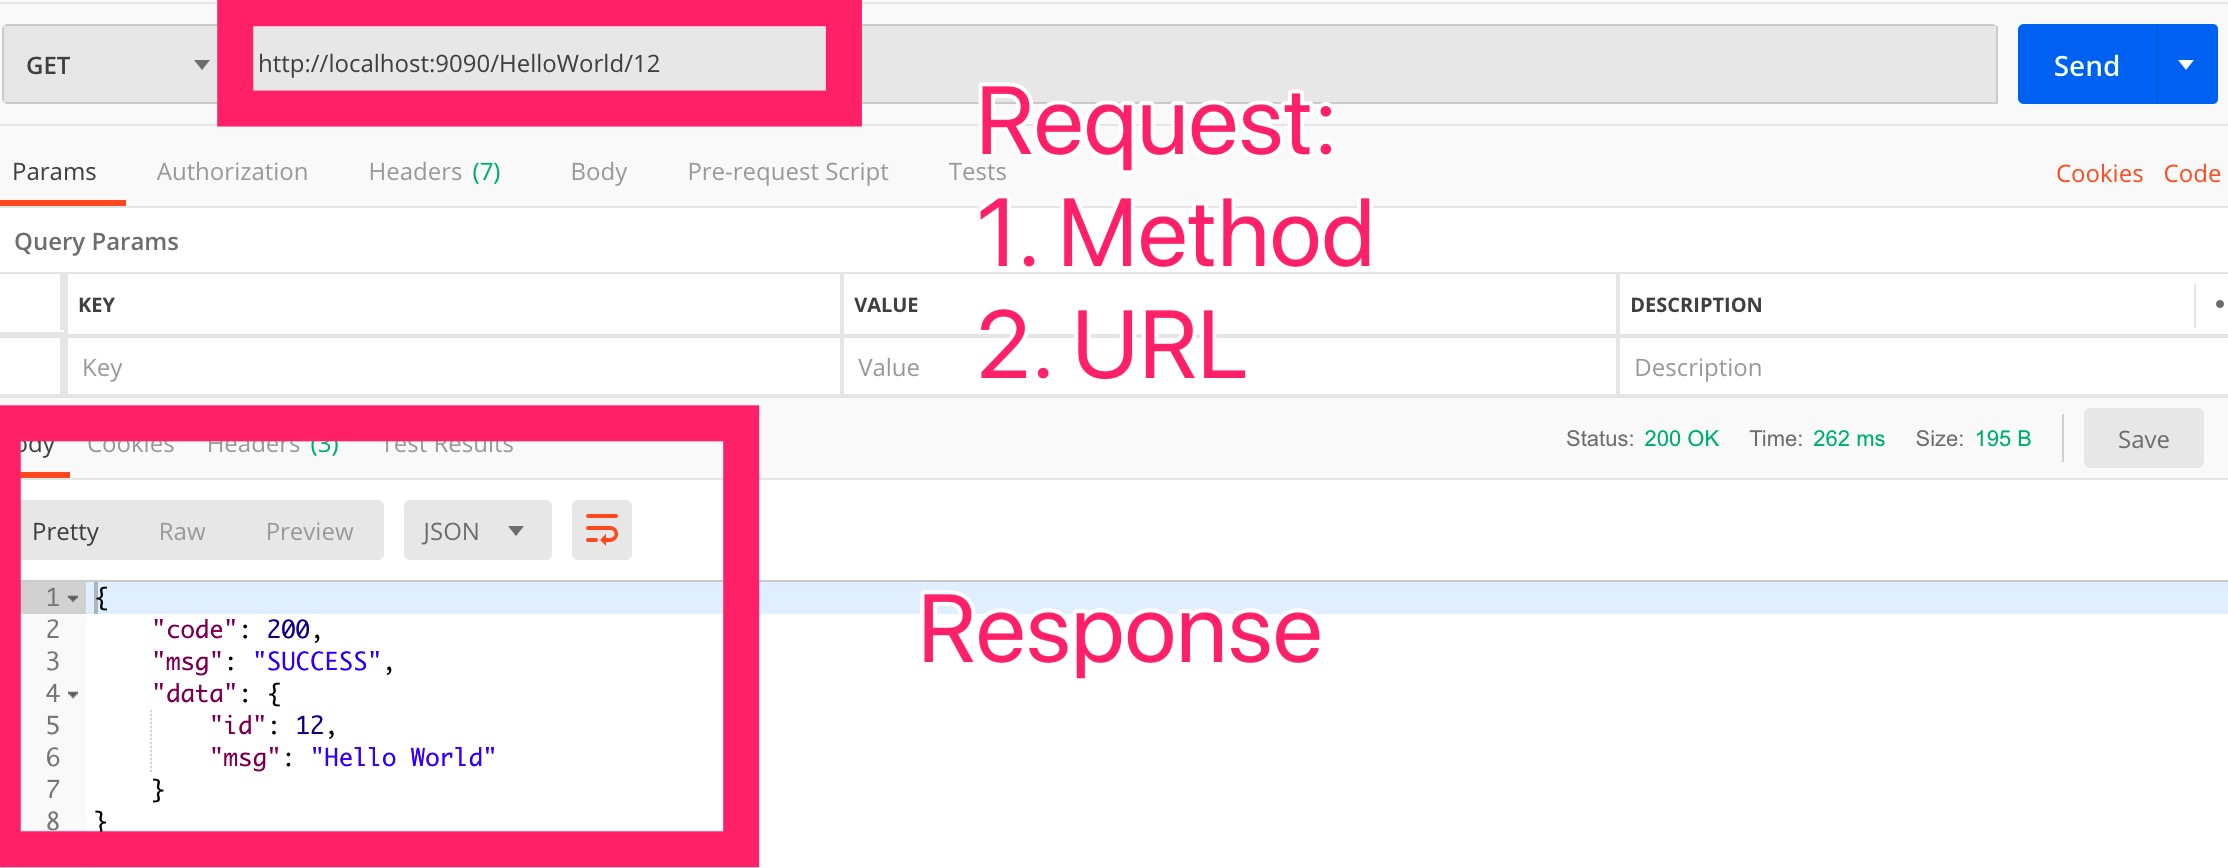 GET
http://localhost:9090/HelloWorld/12
Send
Request:
1. Method
2. URL
Params Authorization Headers (7) Body Pre-request Script Tests Cookies Code
Query Params
KEY VALUE DESCRIPTION
Key Value Description
ody Cookies Headers (3) Test Results Status: 200 OK Time: 262 ms Size: 195 B Save
Pretty Raw Preview JSON
1 {
2 "code": 200,
3 "msg": "SUCCESS",
4 "data": {
5 "id": 12,
6 "msg": "Hello World"
7 }
8 }
Response